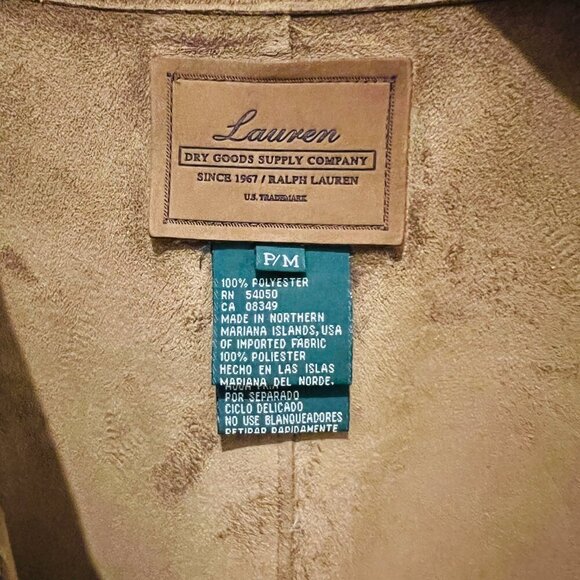 Lauren
DRY GOODS SUPPLY COMPANY
SINCE 1967 / RALPH LAUREN
U.S. TRADEMARK
P/M
100% POLYESTER
RN 54050
CA 08349
MADE IN NORTHERN
MARIANA ISLANDS, USA
OF IMPORTED FABRIC
100% POLIESTER
HECHO EN LAS ISLAS
MARIANA DEL NORDE.
POR SEPARADO
CICLO DELICADO
NO USE BLANQUEADORES
RETIRAR RAPIDAMENTE